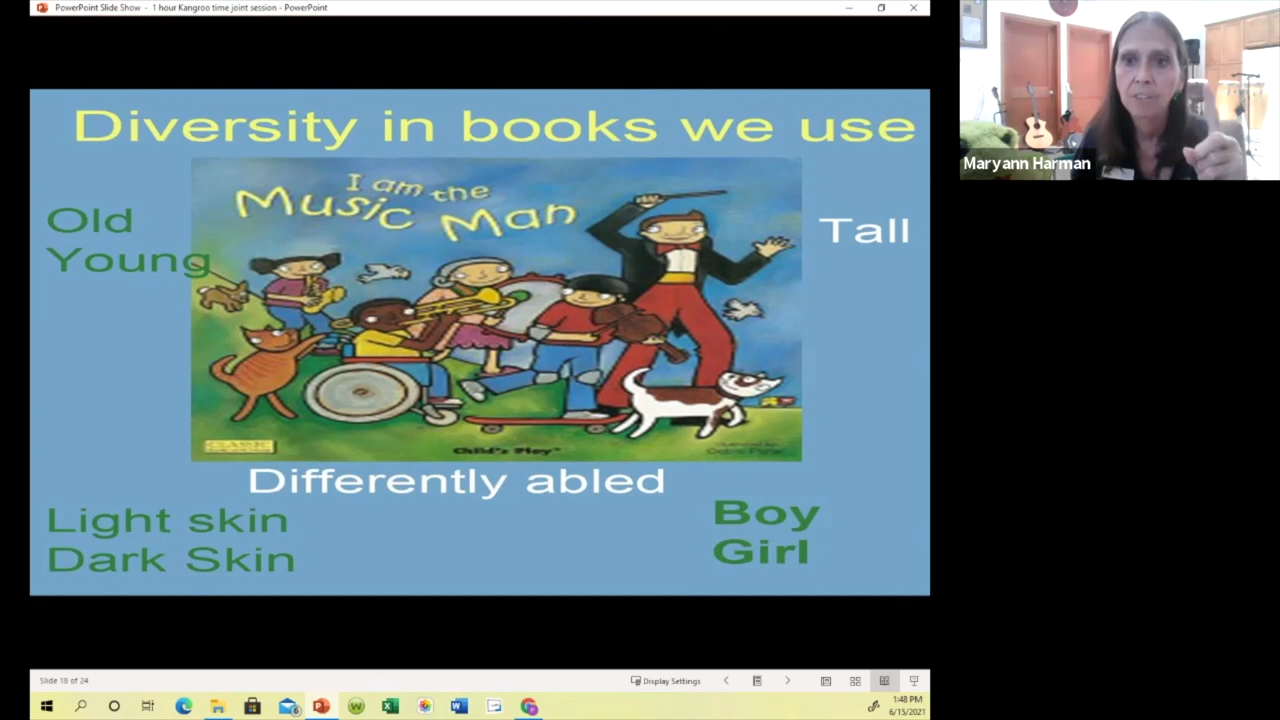 PowerPoint Slide Show - 1 hour Kangroo time joint session - PowerPoint
Diversity in books we use
I am the
Music Man
Old
Young
Tall
CLASSIC
Child's Play
Differently abled
Light skin
Dark Skin
Boy
Girl
Maryann Harman
Slide 18 of 24
Display Settings
6
1:48 PM
6/15/2021